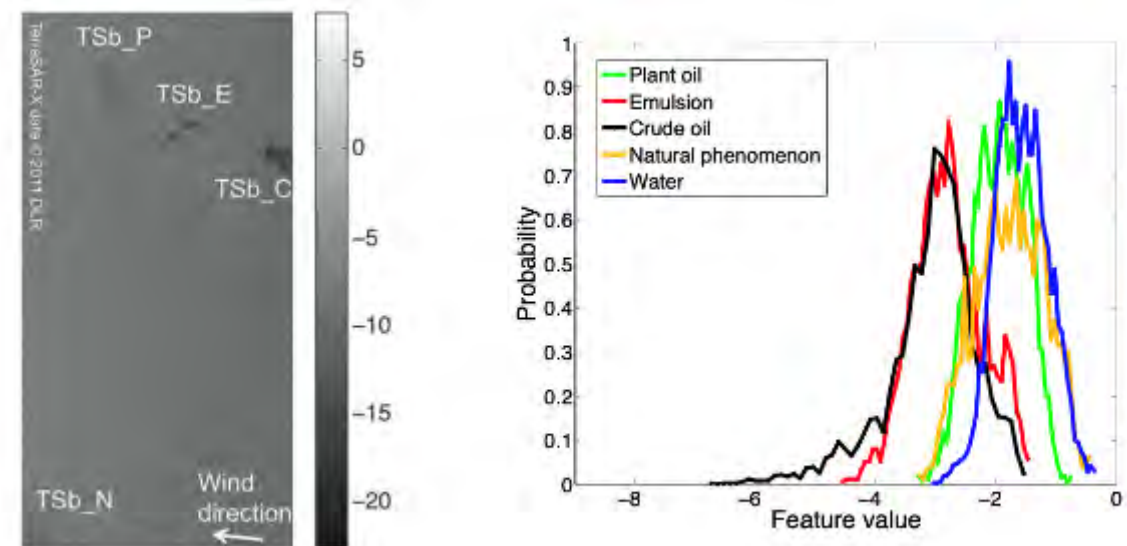 TerraSAR-X data ©2011 DLR
TSb_P
TSb_E
TSb_C
TSb_N
Wind
direction
5
0
−5
−10
−15
−20
Probability
1
0.9
0.8
0.7
0.6
0.5
0.4
0.3
0.2
0.1
0
Plant oil
Emulsion
Crude oil
Natural phenomenon
Water
−8
−6
−4
−2
0
Feature value